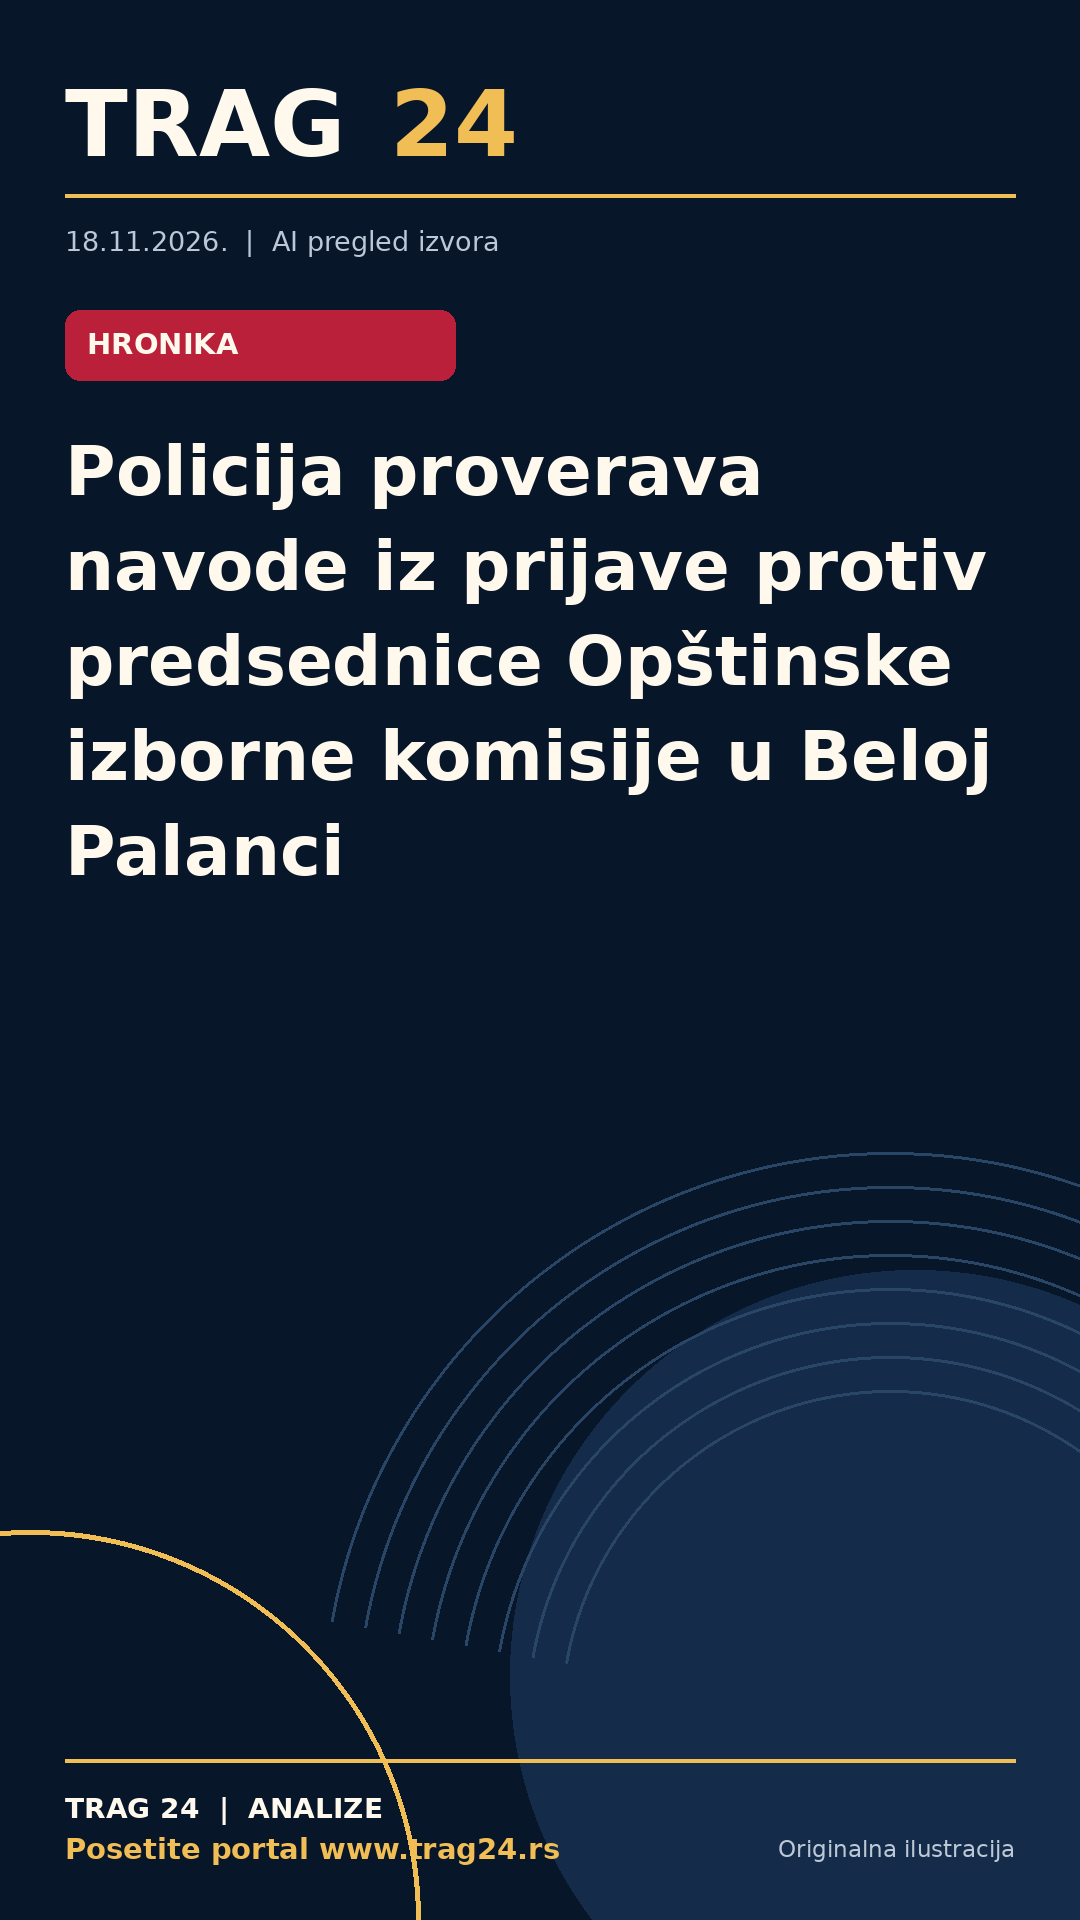 TRAG 24
18.11.2026. | AI pregled izvora
HRONIKA
Policija proverava
navode iz prijave protiv
predsednice Opštinske
izborne komisije u Beloj
Palanci
TRAG 24 | ANALIZE
Posetite portal www.trag24.rs
Originalna ilustracija